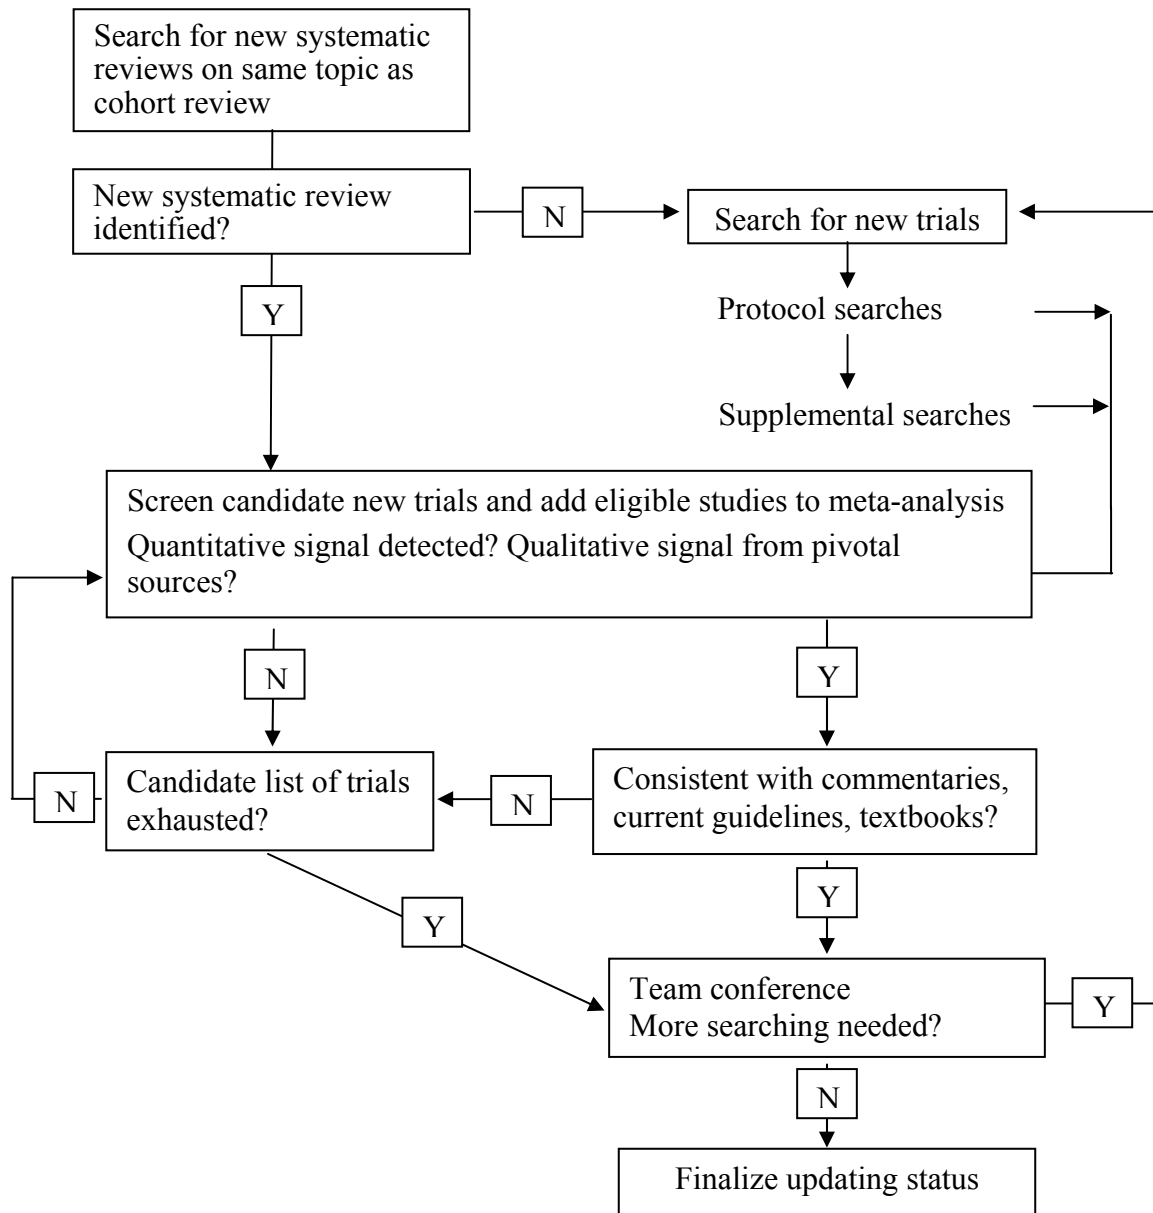 Search for new systematic
reviews on same topic as
cohort review
New systematic review
identified?
N
Search for new trials
Y
Protocol searches
Supplemental searches
Screen candidate new trials and add eligible studies to meta-analysis
Quantitative signal detected? Qualitative signal from pivotal
sources?
N
Y
N
Candidate list of trials
exhausted?
N
Consistent with commentaries,
current guidelines, textbooks?
Y
Y
Team conference
More searching needed?
Y
N
Finalize updating status